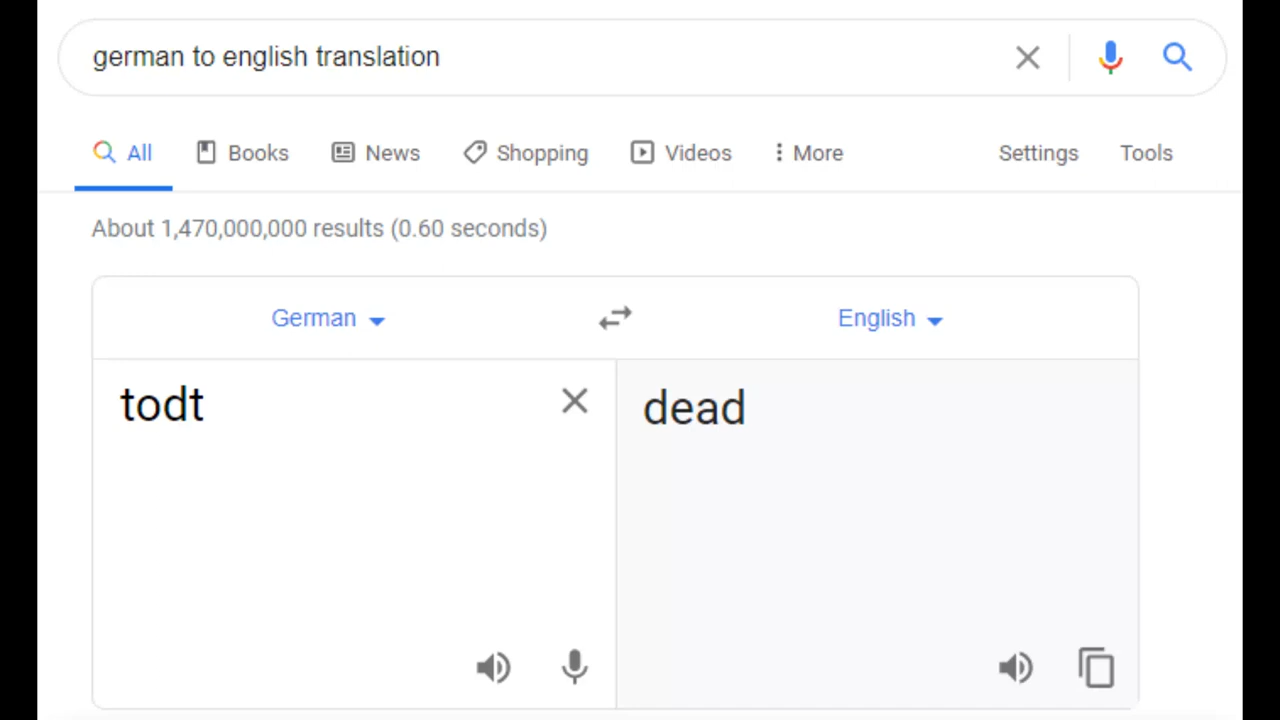 german to english translation
All Books News Shopping Videos More Settings Tools
About 1,470,000,000 results (0.60 seconds)
German English
todt dead